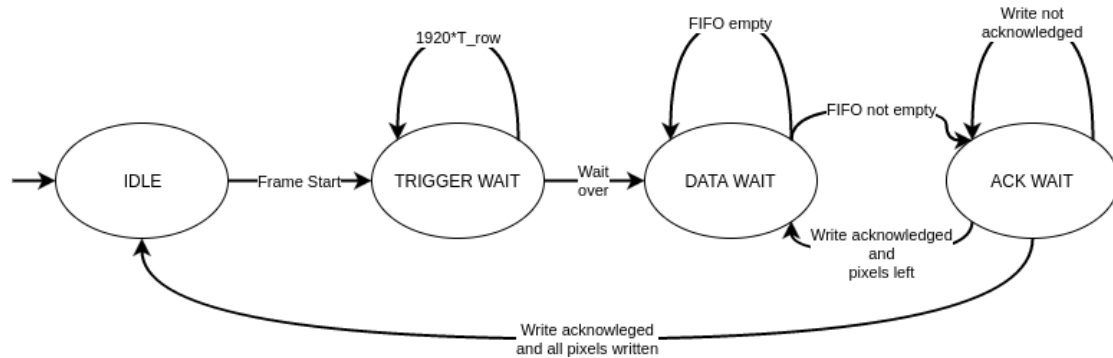 1920*T_row
FIFO empty
Write not
acknowledged
FIFO not empty
IDLE
Frame Start
TRIGGER WAIT
Wait
over
DATA WAIT
ACK WAIT
Write acknowledged
and
pixels left
Write acknowleged
and all pixels written